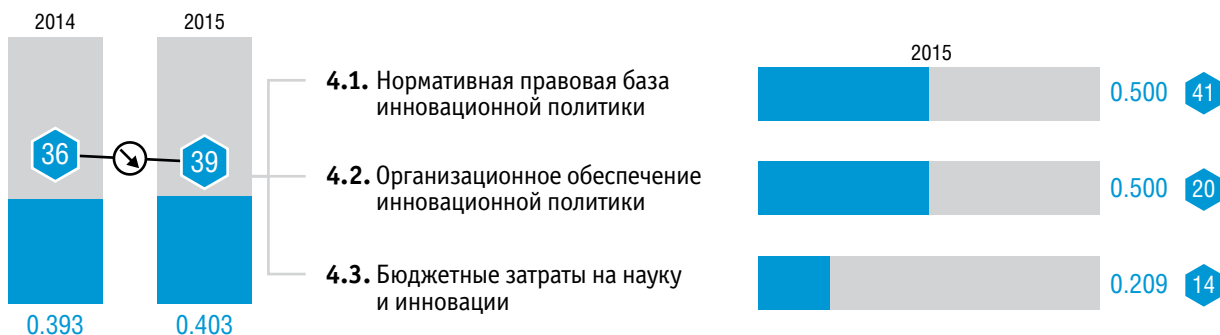 2014
2015
36
39
0.393
0.403
4.1. Нормативная правовая база
инновационной политики
4.2. Организационное обеспечение
инновационной политики
4.3. Бюджетные затраты на науку
и инновации
2015
0.500 41
0.500 20
0.209 14